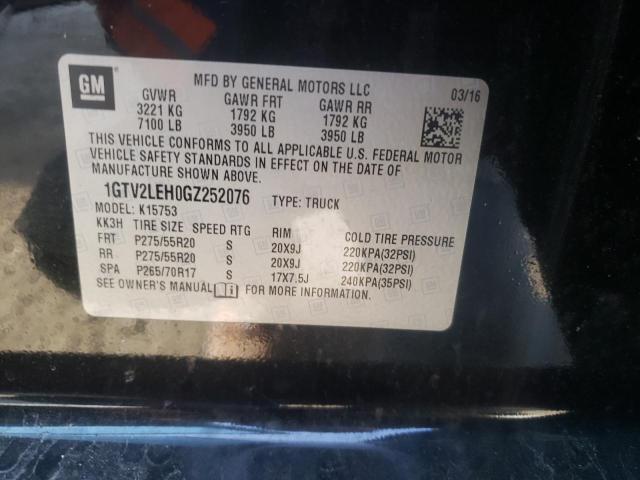 GM
MFD BY GENERAL MOTORS LLC
03/16
GVWR GAWR FRT GAWR RR
3221 KG 1792 KG 1792 KG
7100 LB 3950 LB 3950 LB
THIS VEHICLE CONFORMS TO ALL APPLICABLE U.S. FEDERAL MOTOR
VEHICLE SAFETY STANDARDS IN EFFECT ON THE DATE OF
MANUFACTURE SHOWN ABOVE.
1GTV2LEH0GZ252076 TYPE: TRUCK
MODEL: K15753
KK3H TIRE SIZE SPEED RTG RIM COLD TIRE PRESSURE
FRT P275/55R20 S 20X9J 220KPA(32PSI)
RR P275/55R20 S 20X9J 220KPA(32PSI)
SPA P265/70R17 S 17X7.5J 240KPA(35PSI)
SEE OWNER'S MANUAL FOR MORE INFORMATION.